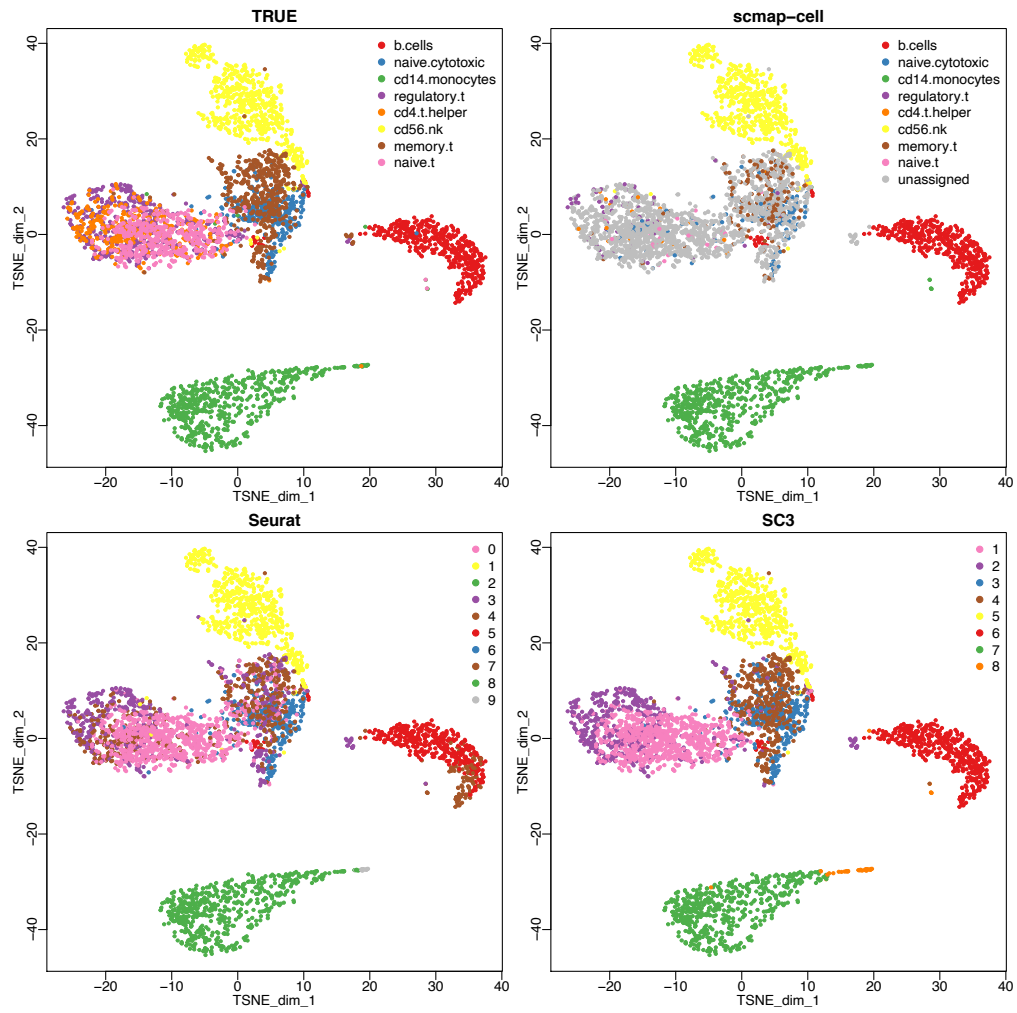 TRUE
40
20
0
−20
−40
TSNE_dim_2
b.cells
naive.cytotoxic
cd14.monocytes
regulatory.t
cd4.t.helper
cd56.nk
memory.t
naive.t
−20
−10
0
10
20
30
40
TSNE_dim_1
scmap−cell
40
20
0
−20
−40
TSNE_dim_2
b.cells
naive.cytotoxic
cd14.monocytes
regulatory.t
cd4.t.helper
cd56.nk
memory.t
naive.t
unassigned
−20
−10
0
10
20
30
40
TSNE_dim_1
Seurat
40
20
0
−20
−40
TSNE_dim_2
0
1
2
3
4
5
6
7
8
9
−20
−10
0
10
20
30
40
TSNE_dim_1
SC3
40
20
0
−20
−40
TSNE_dim_2
1
2
3
4
5
6
7
8
−20
−10
0
10
20
30
40
TSNE_dim_1